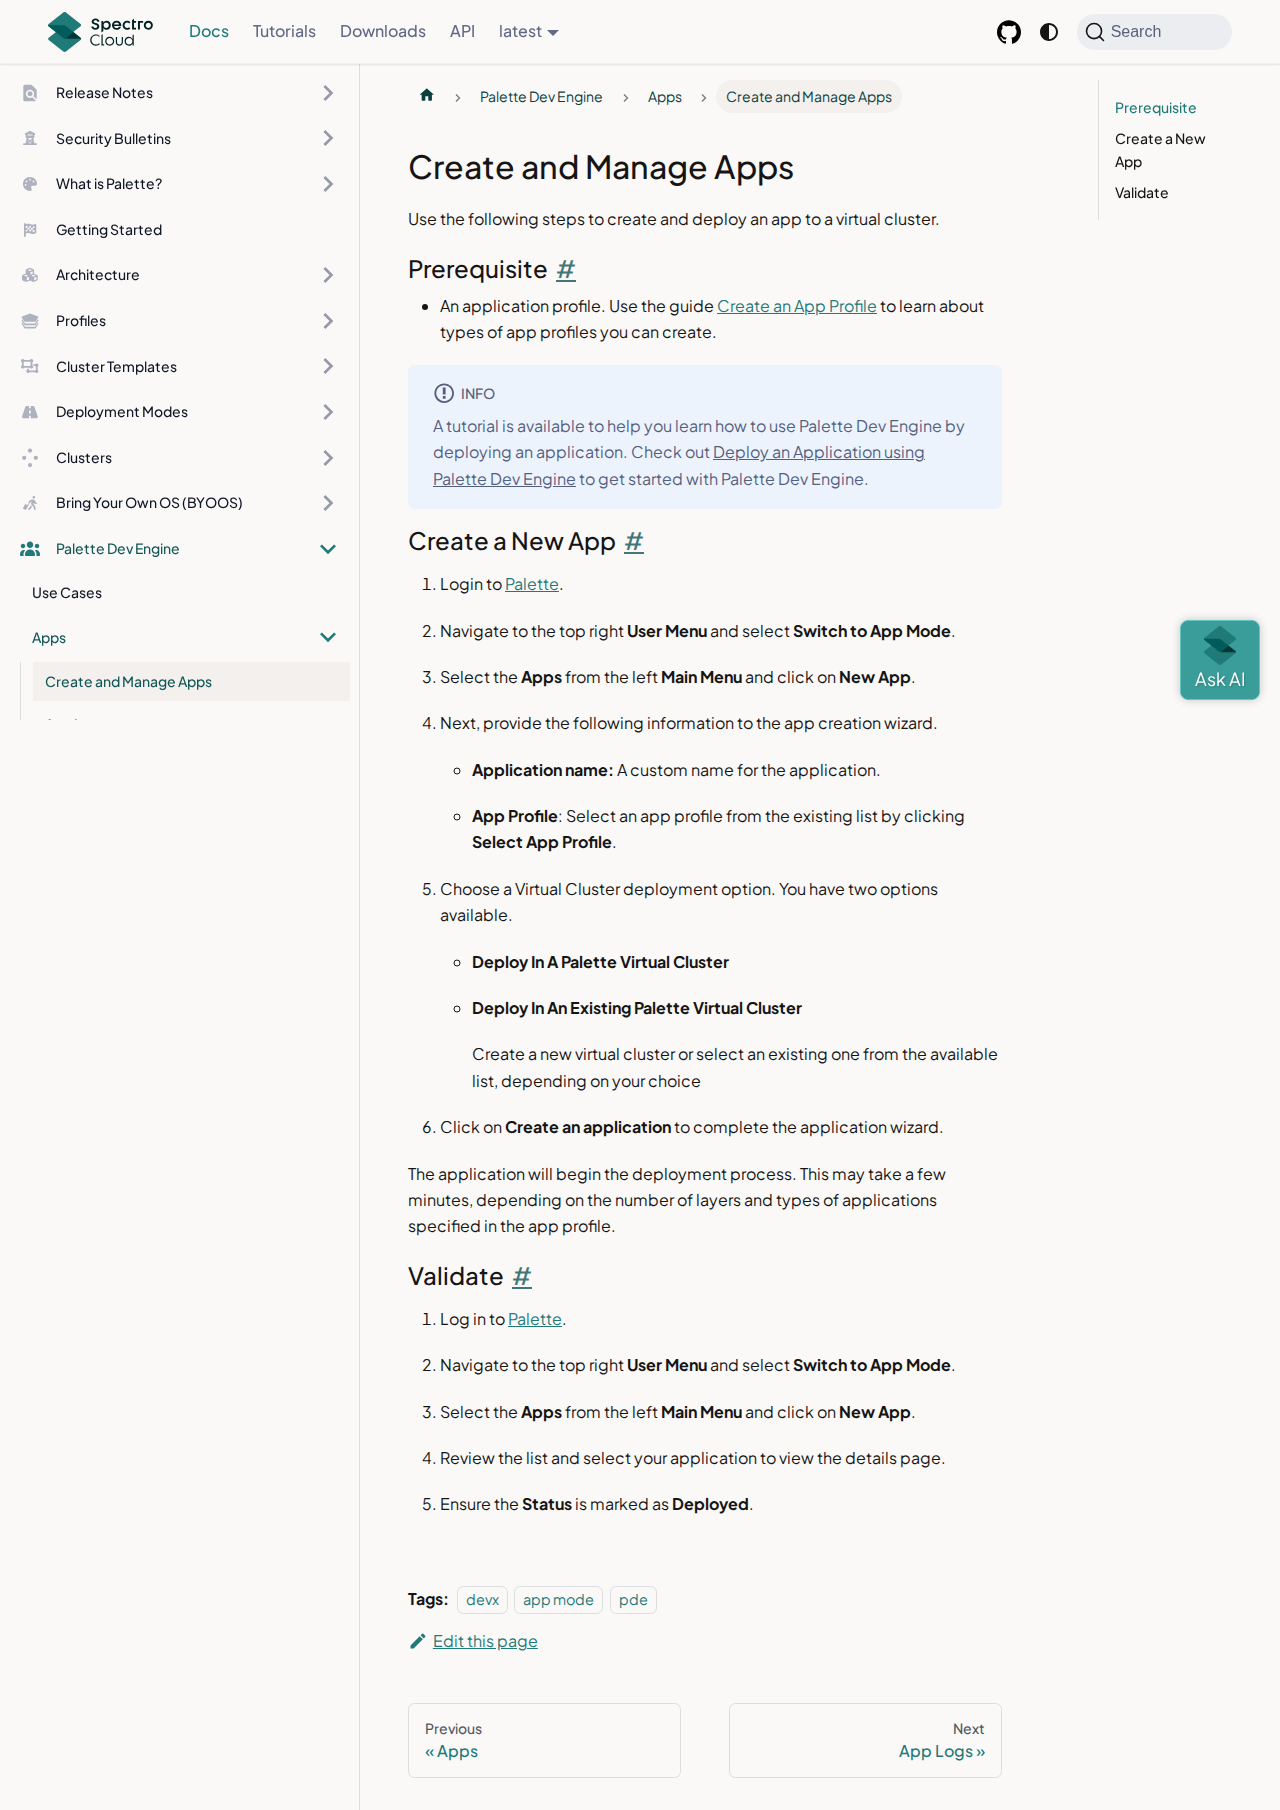 Spectro Cloud
Docs
Tutorials
Downloads
API
latest
Search
Release Notes
Security Bulletins
What is Palette?
Getting Started
Architecture
Profiles
Cluster Templates
Deployment Modes
Clusters
Bring Your Own OS (BYOOS)
Palette Dev Engine
Use Cases
Apps
Create and Manage Apps
Palette Dev Engine
Apps
Create and Manage Apps
Create and Manage Apps
Use the following steps to create and deploy an app to a virtual cluster.
Prerequisite #
An application profile. Use the guide Create an App Profile to learn about
types of app profiles you can create.
INFO
A tutorial is available to help you learn how to use Palette Dev Engine by
deploying an application. Check out Deploy an Application using
Palette Dev Engine to get started with Palette Dev Engine.
Create a New App #
1. Login to Palette.
2. Navigate to the top right User Menu and select Switch to App Mode.
3. Select the Apps from the left Main Menu and click on New App.
4. Next, provide the following information to the app creation wizard.
Application name: A custom name for the application.
App Profile: Select an app profile from the existing list by clicking
Select App Profile.
5. Choose a Virtual Cluster deployment option. You have two options
available.
Deploy In A Palette Virtual Cluster
Deploy In An Existing Palette Virtual Cluster
Create a new virtual cluster or select an existing one from the available
list, depending on your choice
6. Click on Create an application to complete the application wizard.
The application will begin the deployment process. This may take a few
minutes, depending on the number of layers and types of applications
specified in the app profile.
Validate #
1. Log in to Palette.
2. Navigate to the top right User Menu and select Switch to App Mode.
3. Select the Apps from the left Main Menu and click on New App.
4. Review the list and select your application to view the details page.
5. Ensure the Status is marked as Deployed.
Tags: devx app mode pde
Edit this page
Previous
« Apps
Next
App Logs »
Prerequisite
Create a New
App
Validate
Ask AI